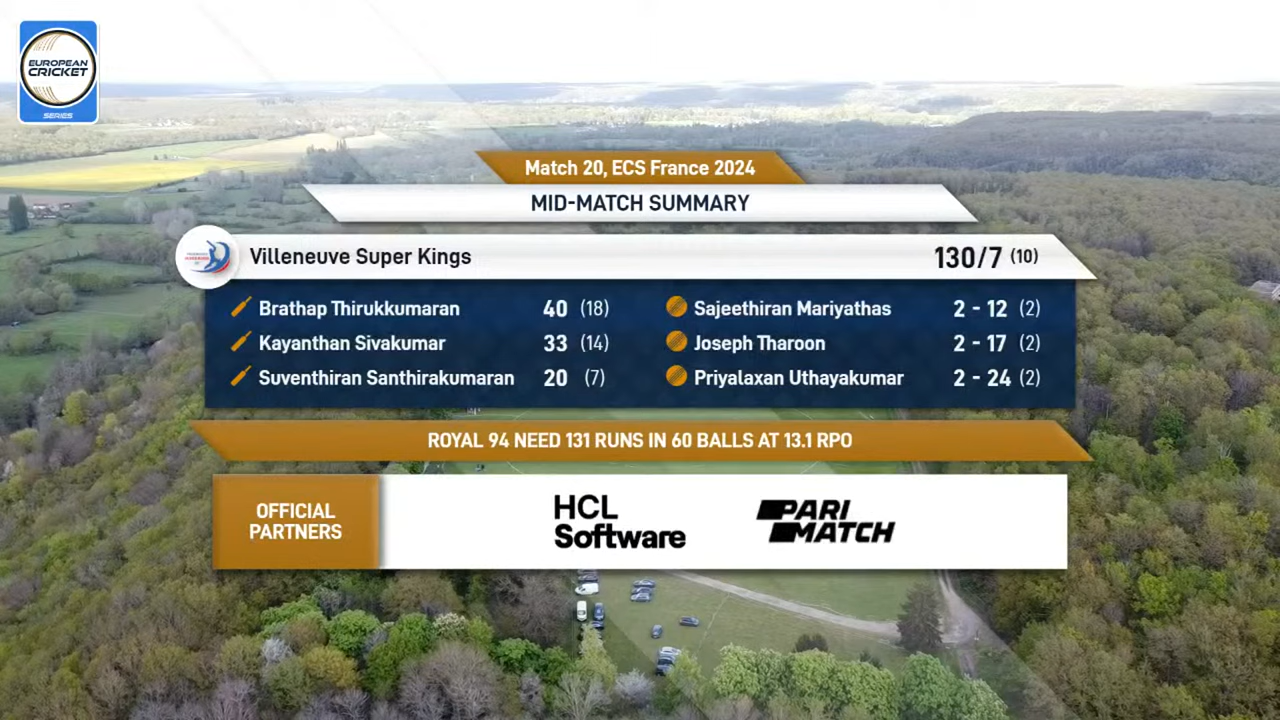 EUROPEAN
CRICKET
SERIES
Match 20, ECS France 2024
MID-MATCH SUMMARY
Villeneuve Super Kings 130/7 (10)
Brathap Thirukkumaran 40 (18) Sajeethiran Mariyathas 2 - 12 (2)
Kayanthan Sivakumar 33 (14) Joseph Tharoon 2 - 17 (2)
Suventhiran Santhirakumaran 20 (7) Priyalaxan Uthayakumar 2 - 24 (2)
ROYAL 94 NEED 131 RUNS IN 60 BALLS AT 13.1 RPO
OFFICIAL
PARTNERS
HCL
Software
PARI
MATCH